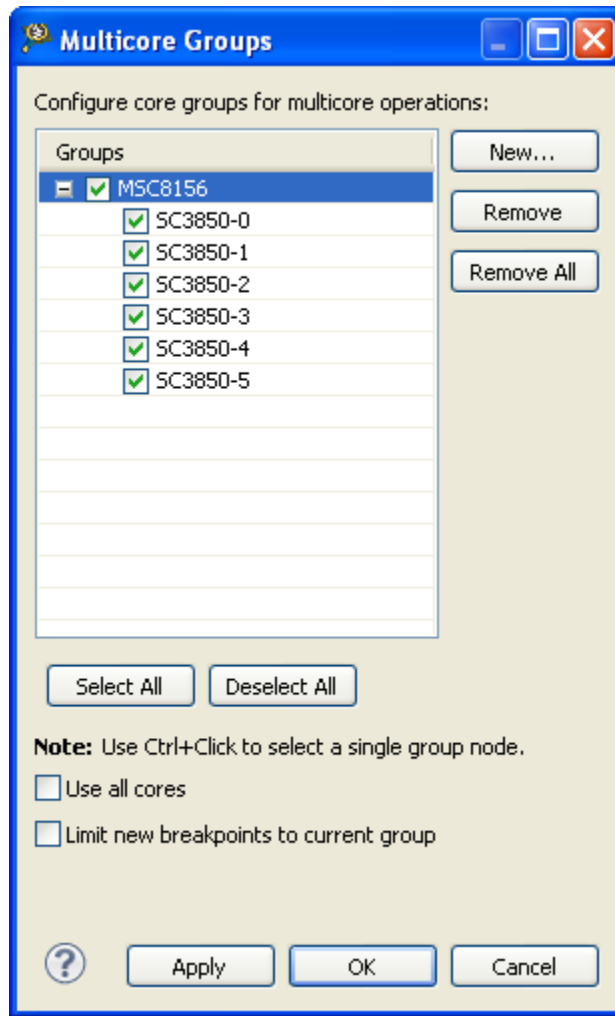 Multicore Groups
Configure core groups for multicore operations:
Groups
New...
MSC8156
SC3850-0
Remove
SC3850-1
Remove All
SC3850-2
SC3850-3
SC3850-4
SC3850-5
Select All
Deselect All
Note: Use Ctrl+Click to select a single group node.
Use all cores
Limit new breakpoints to current group
?
Apply
OK
Cancel